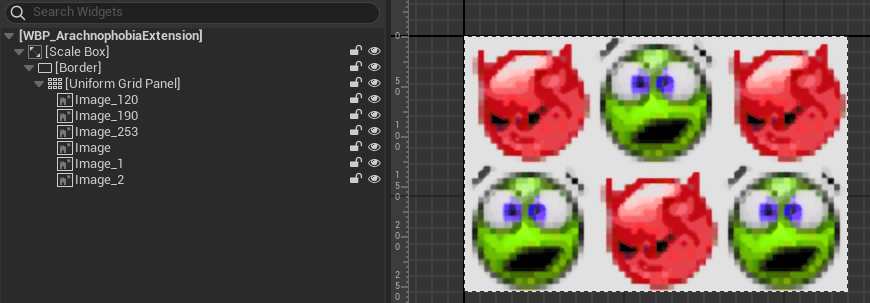 Search Widgets
[WBP_ArachnophobiaExtension]
[Scale Box]
[Border]
[Uniform Grid Panel]
Image_120
Image_190
Image_253
Image
Image_1
Image_2
0
50
100
150
200
250